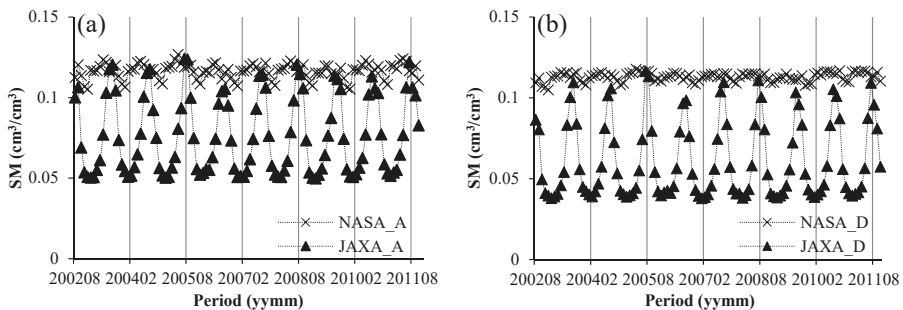 (a)
0.15
0.1
0.05
0
SM (cm³/cm³)
NASA_A
JAXA_A
200208 200402 200508 200702 200808 201002 201108
Period (yymm)
(b)
0.15
0.1
0.05
0
SM (cm³/cm³)
NASA_D
JAXA_D
200208 200402 200508 200702 200808 201002 201108
Period (yymm)